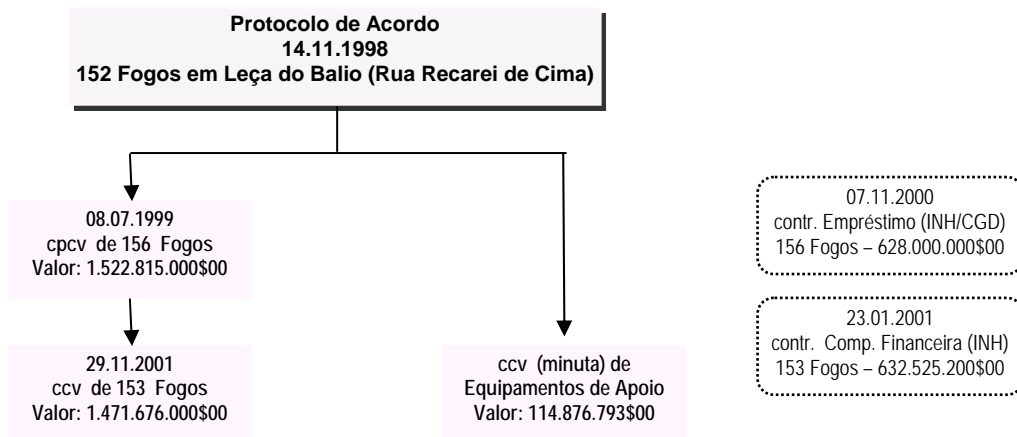 Protocolo de Acordo
14.11.1998
152 Fogos em Leça do Balio (Rua Recarei de Cima)
08.07.1999
cpcv de 156 Fogos
Valor: 1.522.815.000$00
29.11.2001
ccv de 153 Fogos
Valor: 1.471.676.000$00
ccv (minuta) de
Equipamentos de Apoio
Valor: 114.876.793$00
07.11.2000
contr. Empréstimo (INH/CGD)
156 Fogos – 628.000.000$00
23.01.2001
contr. Comp. Financeira (INH)
153 Fogos – 632.525.200$00